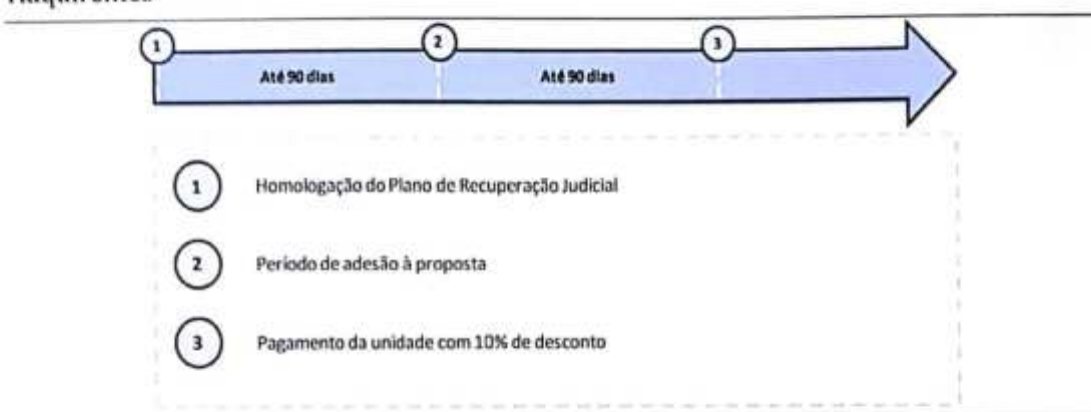 1 2 3
Até 90 dias Até 90 dias
1 Homologação do Plano de Recuperação Judicial
2 Período de adesão à proposta
3 Pagamento da unidade com 10% de desconto